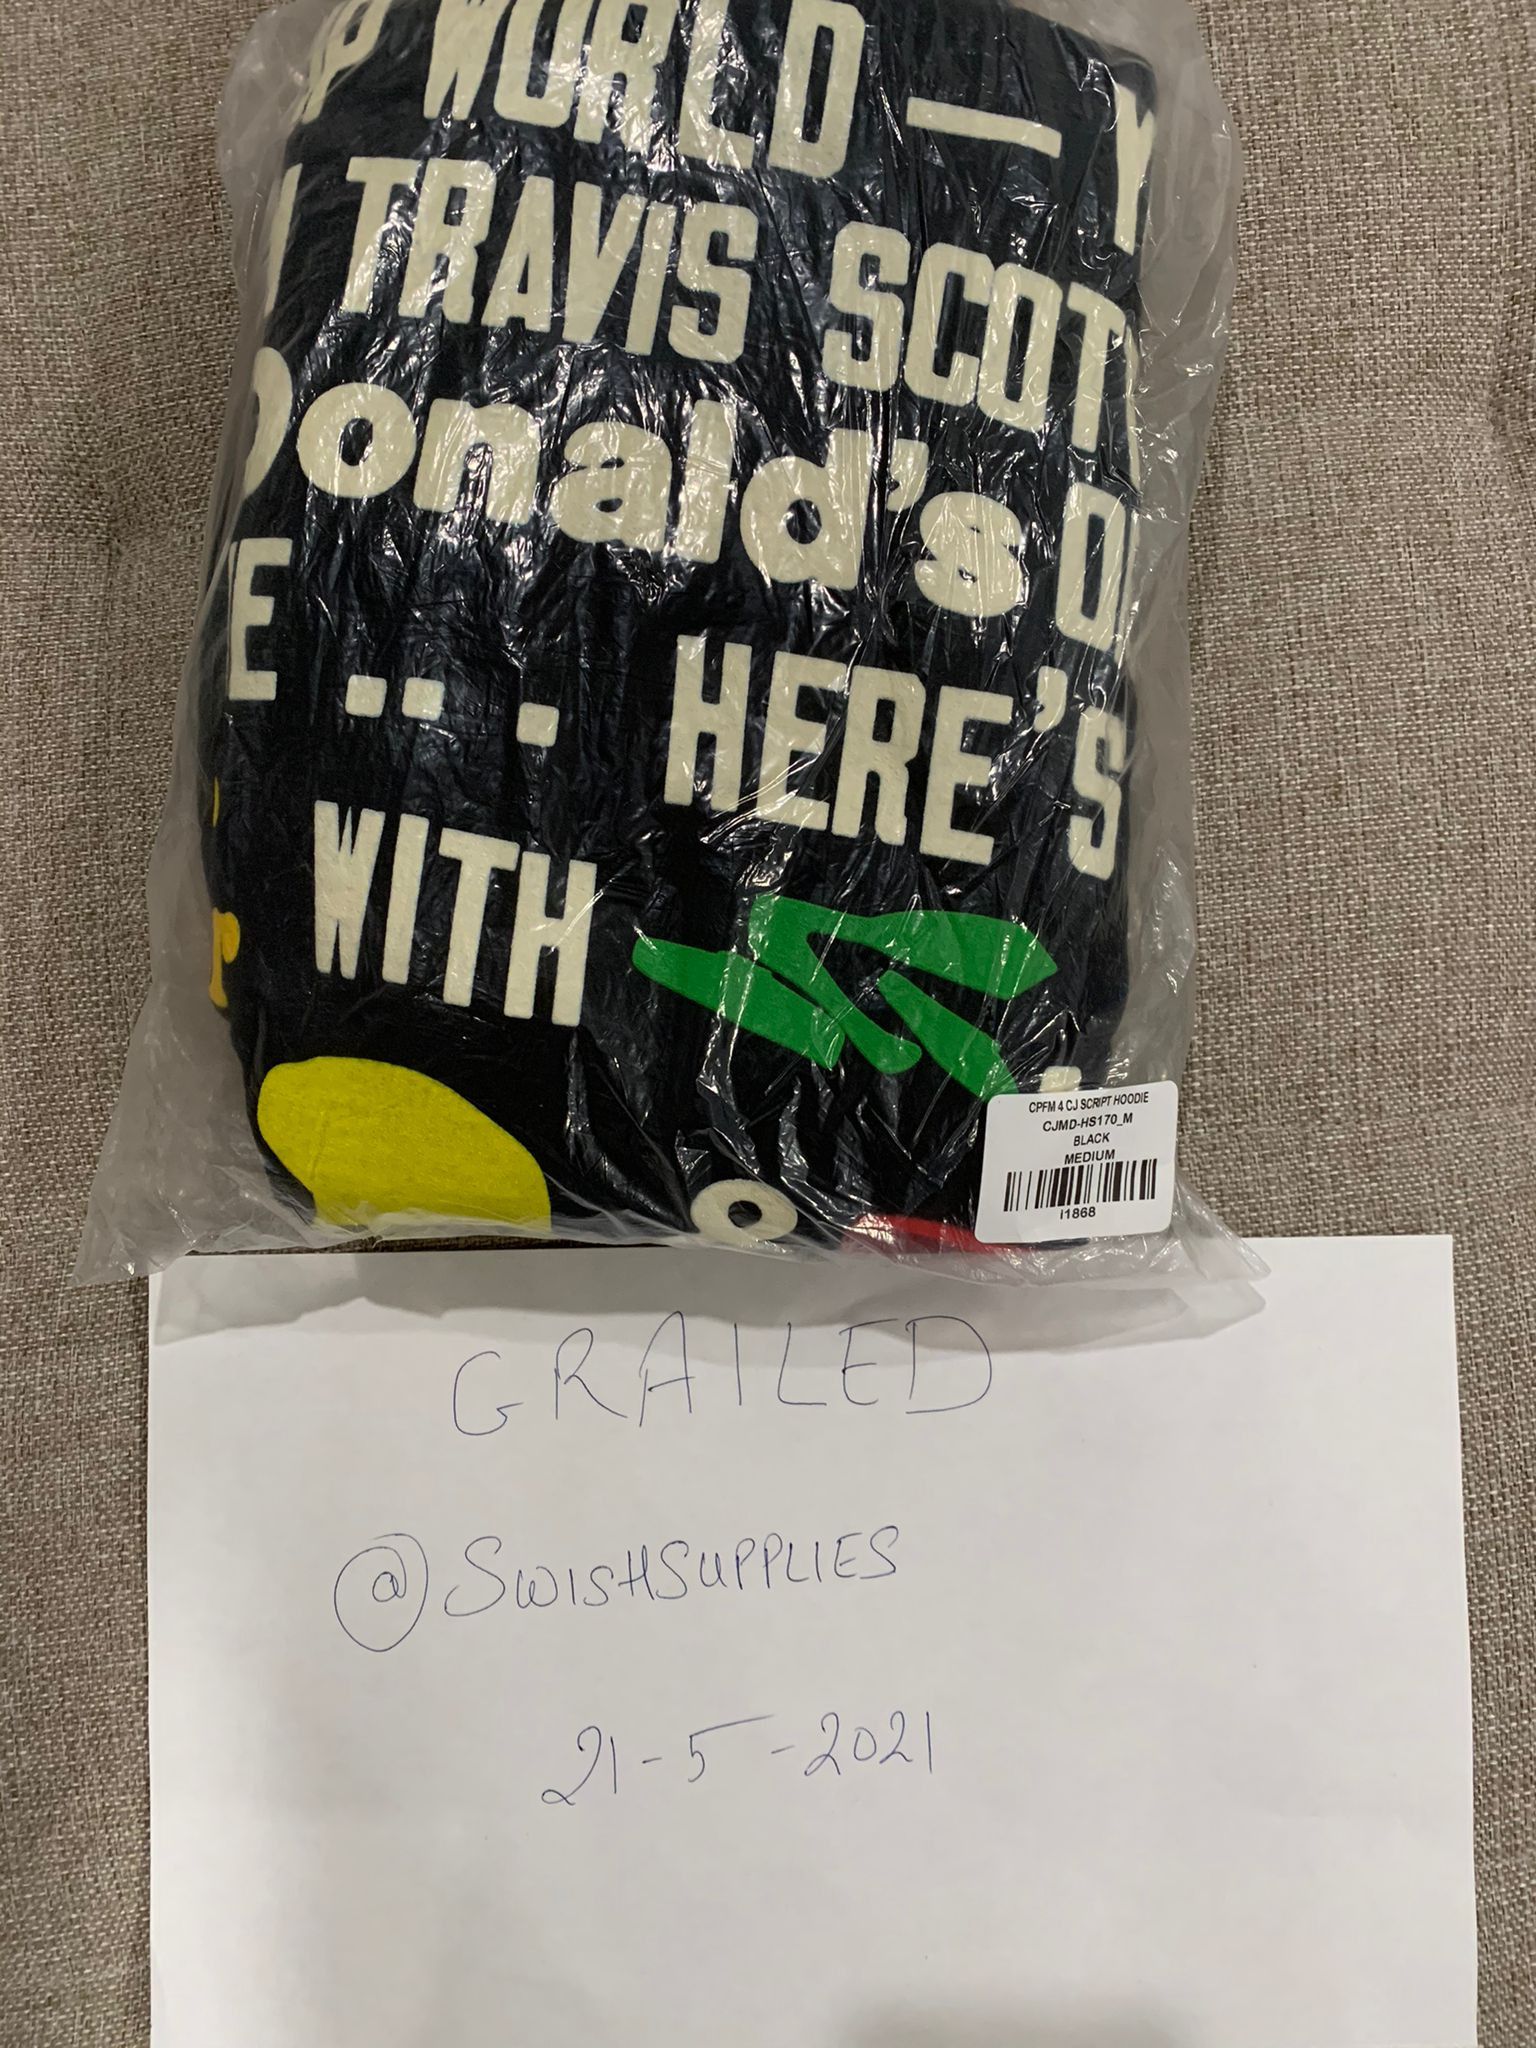 P WORLD —
TRAVIS SCOT
Donald's
E ... HERE'S
WITH
r
CPFM 4 CJ SCRIPT HOODIE
CJMD-HS170_M
BLACK
MEDIUM
i1868
GRAILED
@SWISHSUPPLIES
21-5-2021